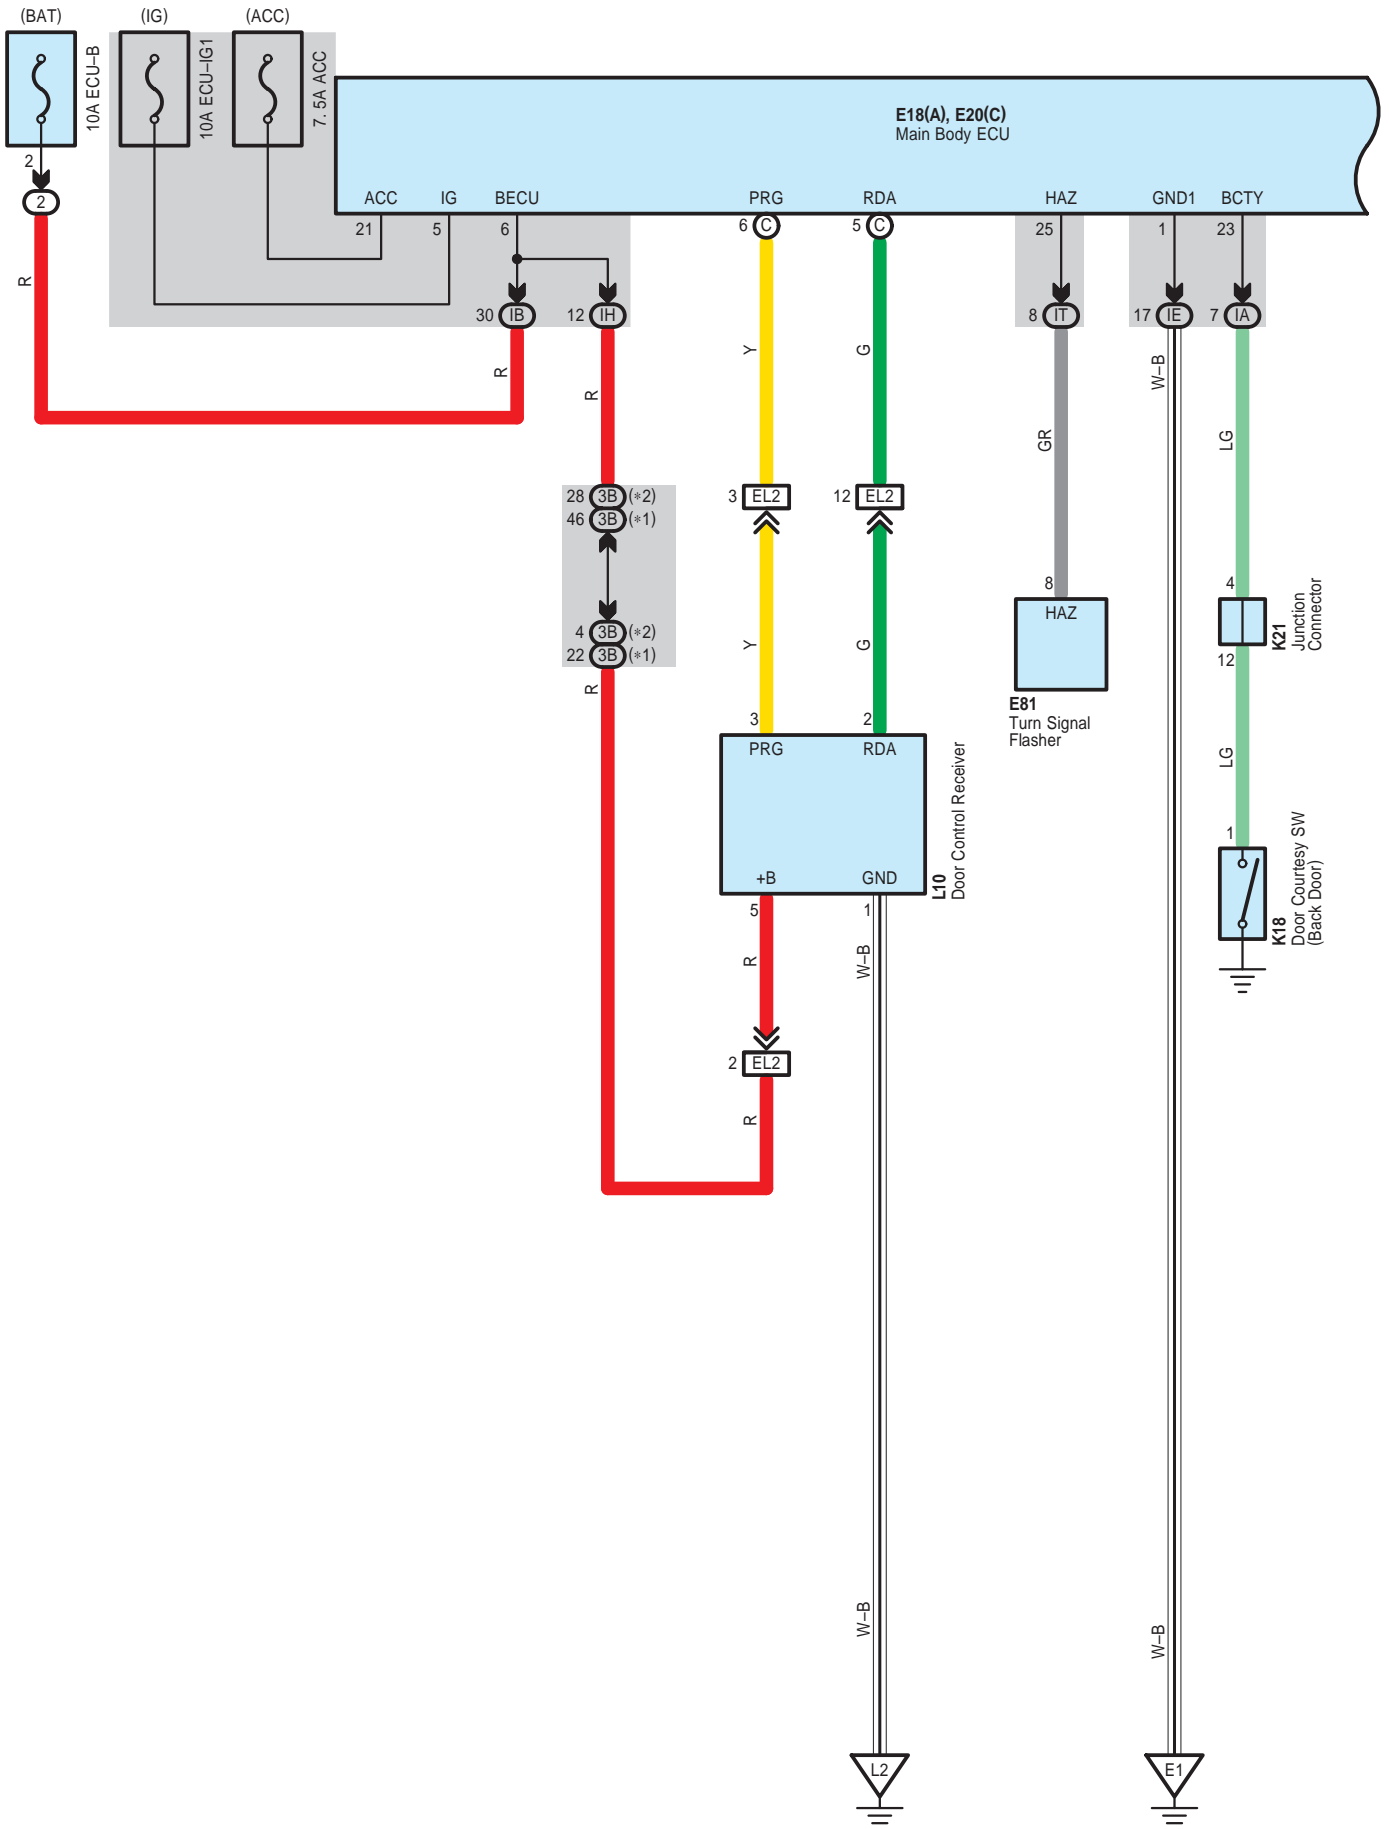 (BAT)
(IG)
(ACC)
10A ECU–B
10A ECU–IG1
7. 5A ACC
E18(A), E20(C)
Main Body ECU
2
2
ACC
IG
BECU
PRG
RDA
HAZ
GND1
BCTY
21
5
6
6 C
5 C
25
1
23
R
30 IB
12 IH
8 IT
17 IE
7 IA
R
R
Y
G
GR
W–B
LG
28 3B (*2)
46 3B (*1)
3 EL2
12 EL2
4 3B (*2)
22 3B (*1)
R
Y
G
8
HAZ
E81
Turn Signal
Flasher
4
12
K21
Junction
Connector
LG
3
2
PRG
RDA
+B
GND
L10
Door Control Receiver
1
K18
Door Courtesy SW
(Back Door)
5
1
R
W–B
2 EL2
R
W–B
W–B
L2
E1